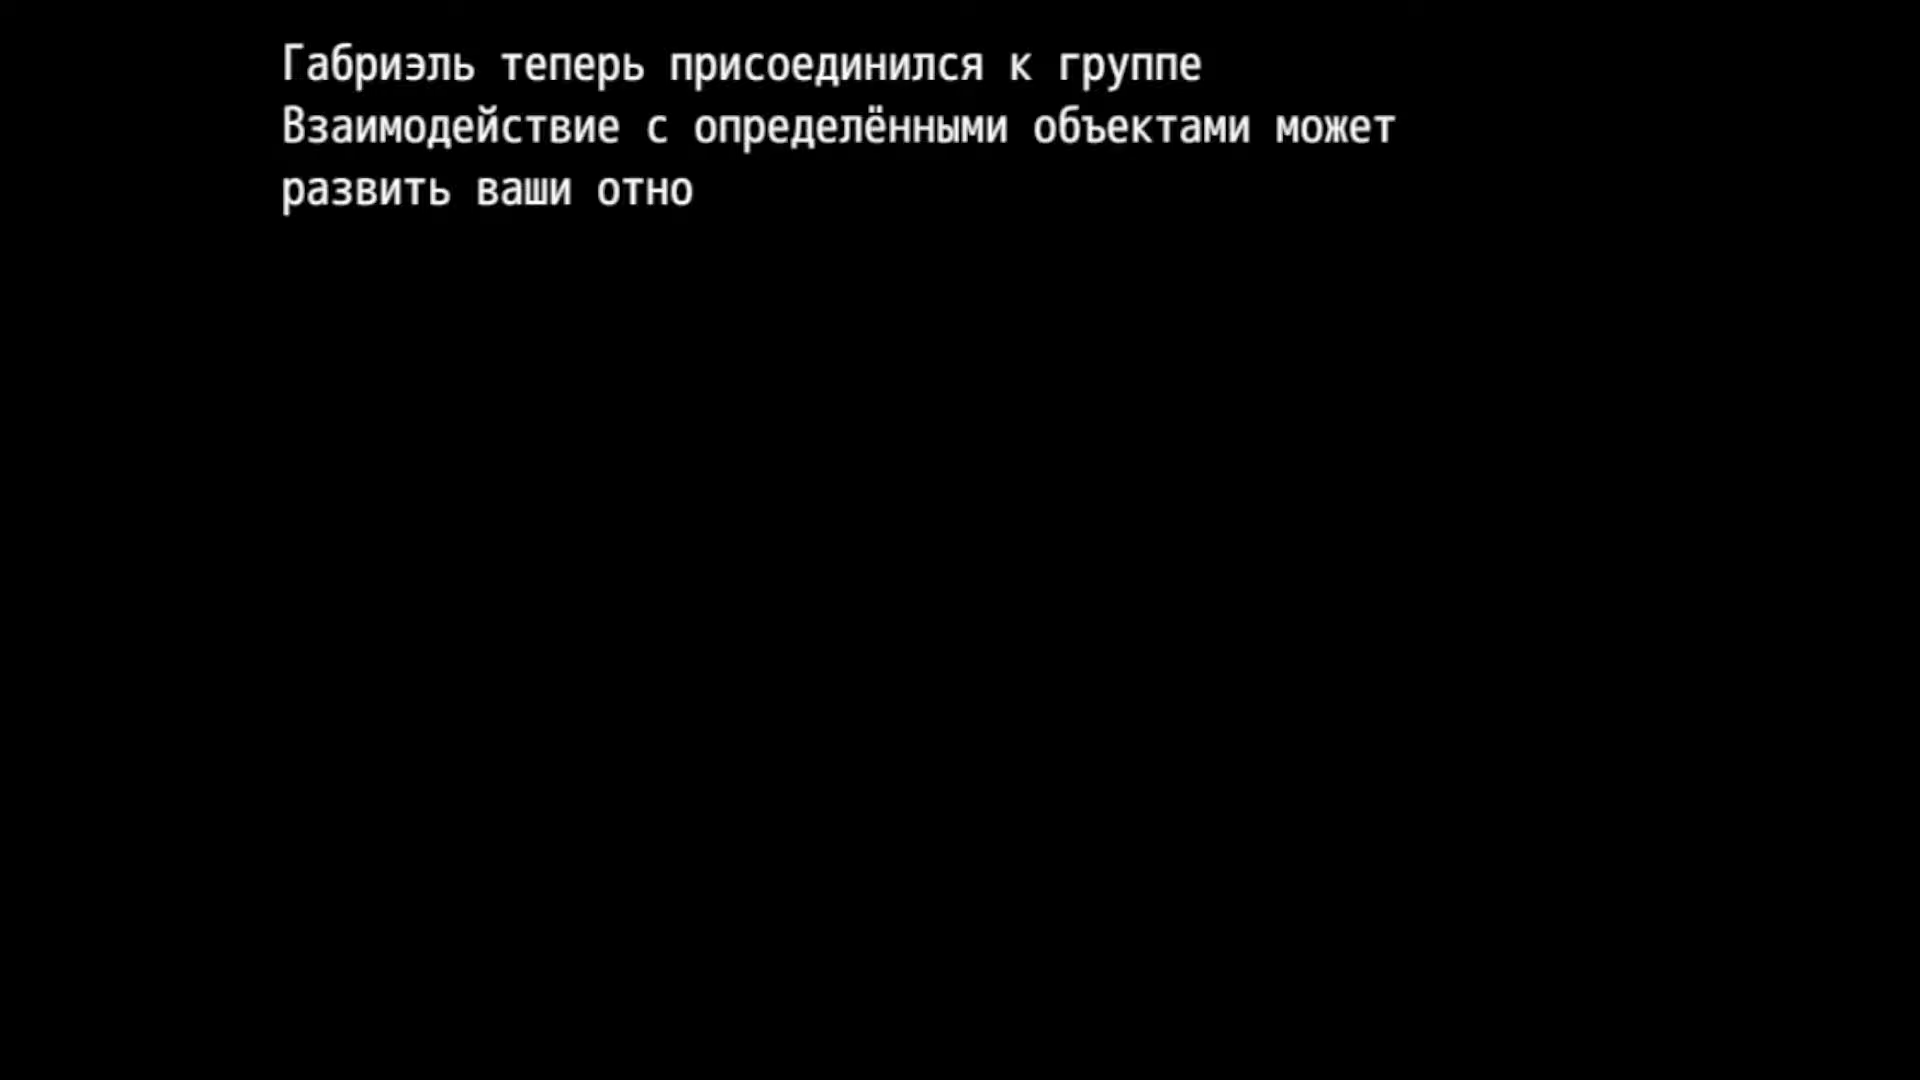 Габриэль теперь присоединился к группе
Взаимодействие с определёнными объектами может
развить ваши отно